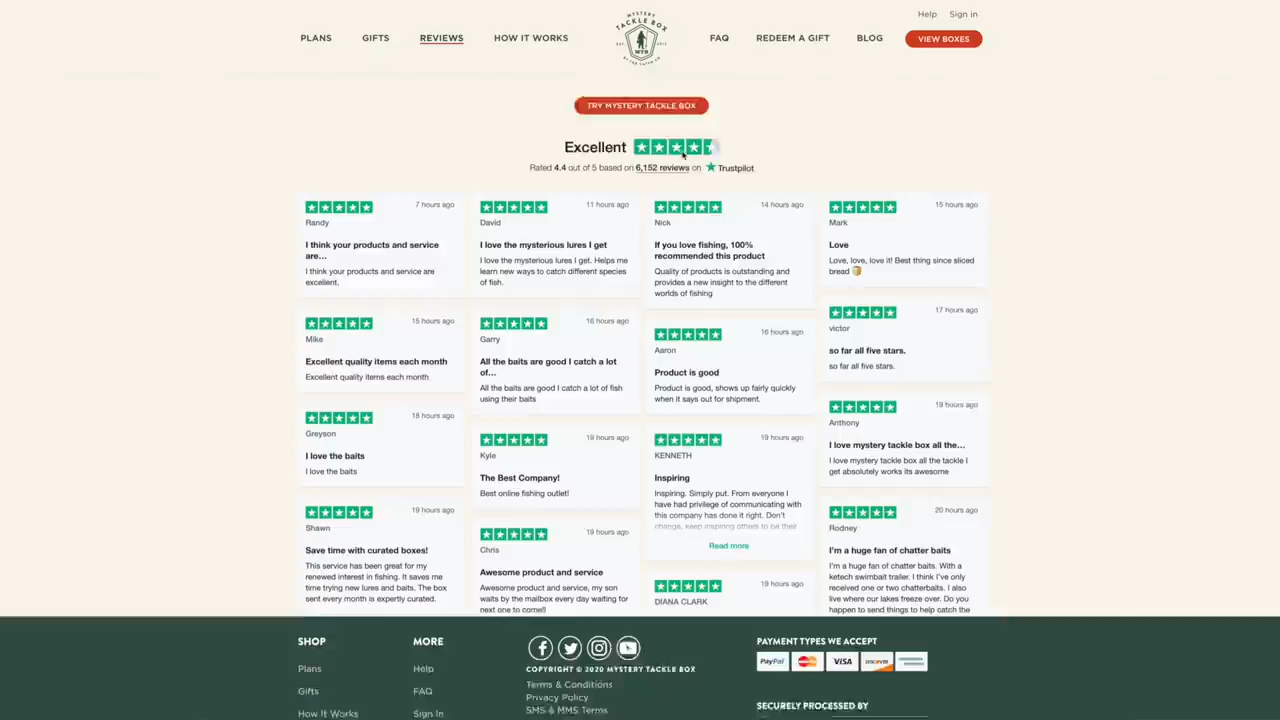 Help Sign in
PLANS GIFTS REVIEWS HOW IT WORKS
MYSTERY
TACKLE BOX
MTB
FAQ REDEEM A GIFT BLOG VIEW BOXES
TRY MYSTERY TACKLE BOX
Excellent
Rated 4.4 out of 5 based on 6,152 reviews on Trustpilot
7 hours ago
Randy
I think your products and service
are…
I think your products and service are
excellent.
15 hours ago
Mike
Excellent quality items each month
Excellent quality items each month
18 hours ago
Greyson
I love the baits
I love the baits
19 hours ago
Shawn
Save time with curated boxes!
This service has been great for my
renewed interest in fishing. It saves me
time trying new lures and baits. The box
sent every month is expertly curated.
11 hours ago
David
I love the mysterious lures I get
I love the mysterious lures I get. Helps me
learn new ways to catch different species
of fish.
16 hours ago
Garry
All the baits are good I catch a lot
of…
All the baits are good I catch a lot of fish
using their baits
19 hours ago
Kyle
The Best Company!
Best online fishing outlet!
19 hours ago
Chris
Awesome product and service
Awesome product and service, my son
waits by the mailbox every day waiting for
next one to come!!
14 hours ago
Nick
If you love fishing, 100%
recommended this product
Quality of products is outstanding and
provides a new insight to the different
worlds of fishing
16 hours ago
Aaron
Product is good
Product is good, shows up fairly quickly
when it says out for shipment.
19 hours ago
KENNETH
Inspiring
Inspiring. Simply put. From everyone I
have had privilege of communicating with
this company has done it right. Don't
change, keep inspiring others to be their
Read more
19 hours ago
DIANA CLARK
15 hours ago
Mark
Love
Love, love, love it! Best thing since sliced
bread 🍞
17 hours ago
victor
so far all five stars.
so far all five stars.
19 hours ago
Anthony
I love mystery tackle box all the…
I love mystery tackle box all the tackle I
get absolutely works its awesome
20 hours ago
Rodney
I'm a huge fan of chatter baits
I'm a huge fan of chatter baits. With a
ketech swimbait trailer. I think I've only
received one or two chatterbaits. I also
live where our lakes freeze over. Do you
happen to send things to help catch the
SHOP
Plans
Gifts
How It Works
MORE
Help
FAQ
Sign In
COPYRIGHT © 2020 MYSTERY TACKLE BOX
Terms & Conditions
Privacy Policy
SMS & MMS Terms
PAYMENT TYPES WE ACCEPT
PayPal MasterCard VISA DISCOVER
SECURELY PROCESSED BY